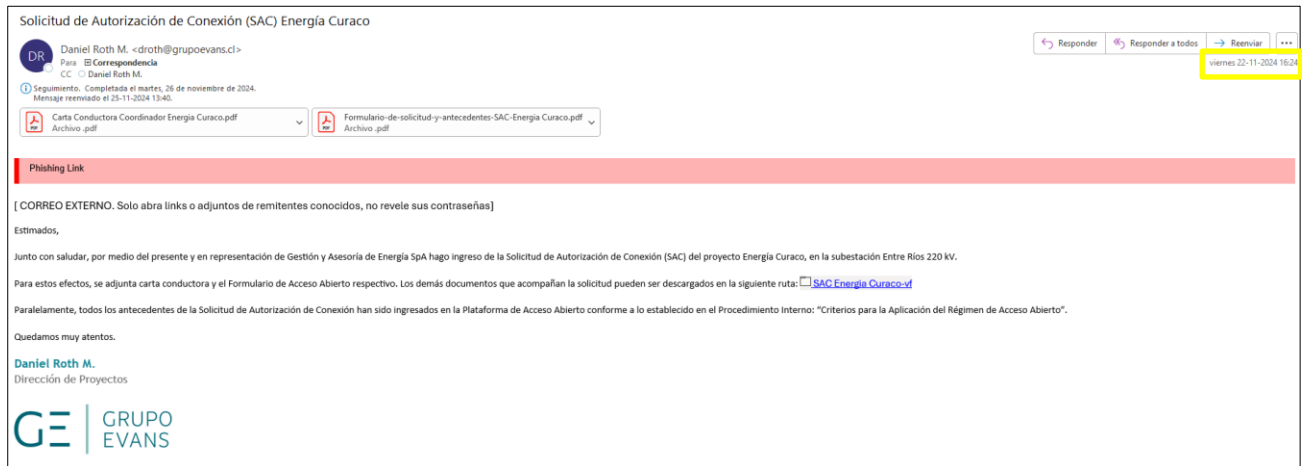 Solicitud de Autorización de Conexión (SAC) Energía Curaco
DR
Daniel Roth M. <droth@grupoevans.cl>
Para Correspondencia
CC Daniel Roth M.
Responder
Responder a todos
Reenviar
viernes 22-11-2024 16:24
Seguimiento. Completada el martes, 26 de noviembre de 2024.
Mensaje reenviado el 25-11-2024 13:40.
Carta Conductora Coordinador Energia Curaco.pdf
Archivo .pdf
Formulario-de-solicitud-y-antecedentes-SAC-Energia Curaco.pdf
Archivo .pdf
Phishing Link
[ CORREO EXTERNO. Solo abra links o adjuntos de remitentes conocidos, no revele sus contraseñas]
Estimados,
Junto con saludar, por medio del presente y en representación de Gestión y Asesoría de Energía SpA hago ingreso de la Solicitud de Autorización de Conexión (SAC) del proyecto Energía Curaco, en la subestación Entre Ríos 220 kV.
Para estos efectos, se adjunta carta conductora y el Formulario de Acceso Abierto respectivo. Los demás documentos que acompañan la solicitud pueden ser descargados en la siguiente ruta: SAC Energia Curaco-vf
Paralelamente, todos los antecedentes de la Solicitud de Autorización de Conexión han sido ingresados en la Plataforma de Acceso Abierto conforme a lo establecido en el Procedimiento Interno: “Criterios para la Aplicación del Régimen de Acceso Abierto”.
Quedamos muy atentos.
Daniel Roth M.
Dirección de Proyectos
GE
GRUPO
EVANS